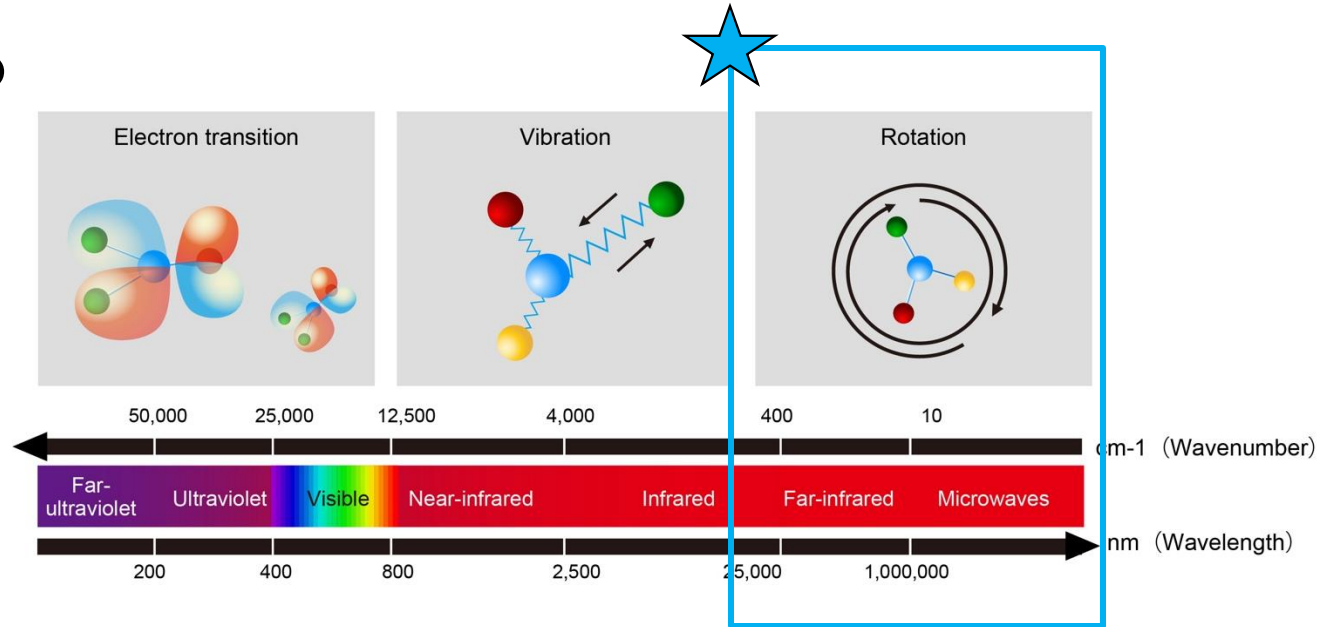 Electron transition
Vibration
Rotation
50,000
25,000
12,500
4,000
400
10
cm-1（Wavenumber）
Far-
ultraviolet
Ultraviolet
Visible
Near-infrared
Infrared
Far-infrared
Microwaves
nm（Wavelength）
200
400
800
2,500
25,000
1,000,000